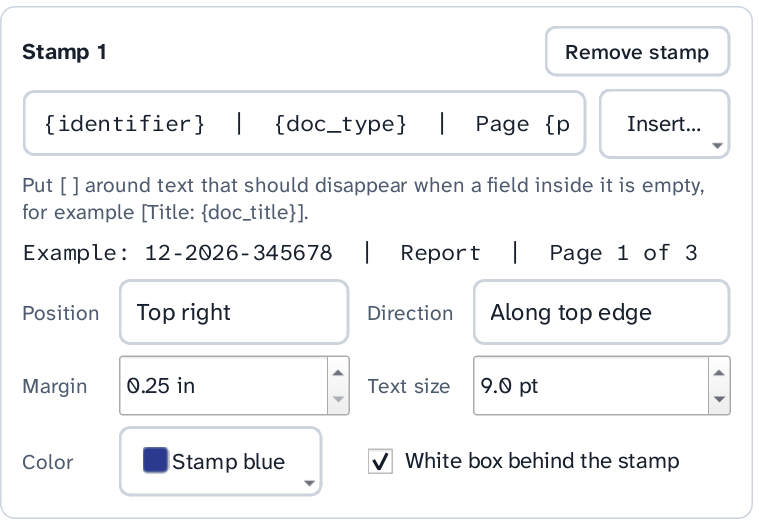 Stamp 1
Remove stamp
{identifier} | {doc_type} | Page {p
Insert...
Put [ ] around text that should disappear when a field inside it is empty,
for example [Title: {doc_title}].
Example: 12-2026-345678 | Report | Page 1 of 3
Position Top right Direction Along top edge
Margin 0.25 in Text size 9.0 pt
Color Stamp blue White box behind the stamp